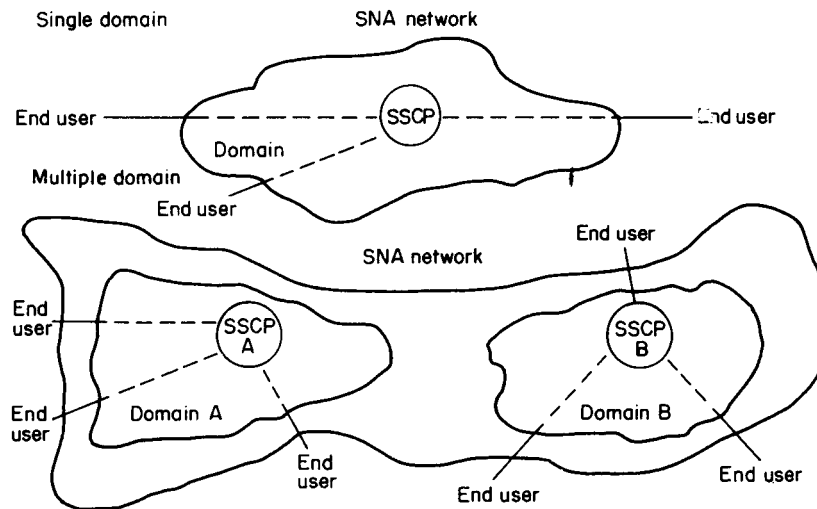 Single domain
SNA network
End user
SSCP
End user
Domain
Multiple domain
End user
SNA network
End user
End
user
SSCP
A
SSCP
B
End
user
Domain A
Domain B
End
user
End user
End user